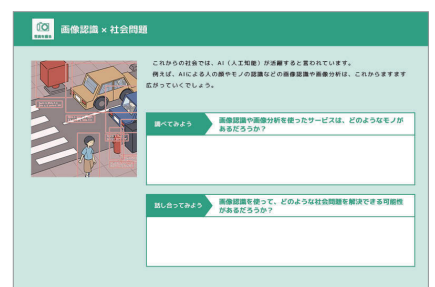 画像認識 × 社会問題
これからの社会では、AI（人工知能）が活躍すると言われています。
例えば、AIによる人の顔やモノの認識などの画像認識や画像分析は、これからますます
広がっていくでしょう。
調べてみよう
画像認識や画像分析を使ったサービスは、どのようなモノが
あるだろうか？
話し合ってみよう
画像認識を使って、どのような社会問題を解決できる可能性
があるだろうか？